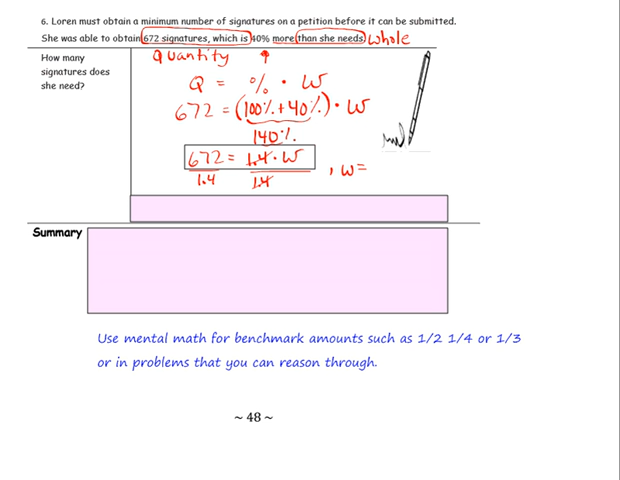 6. Loren must obtain a minimum number of signatures on a petition before it can be submitted.
She was able to obtain 672 signatures, which is 40% more than she needs. Whole
How many
signatures does
she need?
Quantity
Q = % · W
672 = (100% + 40%) · W
140%
672 = 1.4 · W
1.4 1.4 , W=
Summary
Use mental math for benchmark amounts such as 1/2 1/4 or 1/3
or in problems that you can reason through.
~ 48 ~